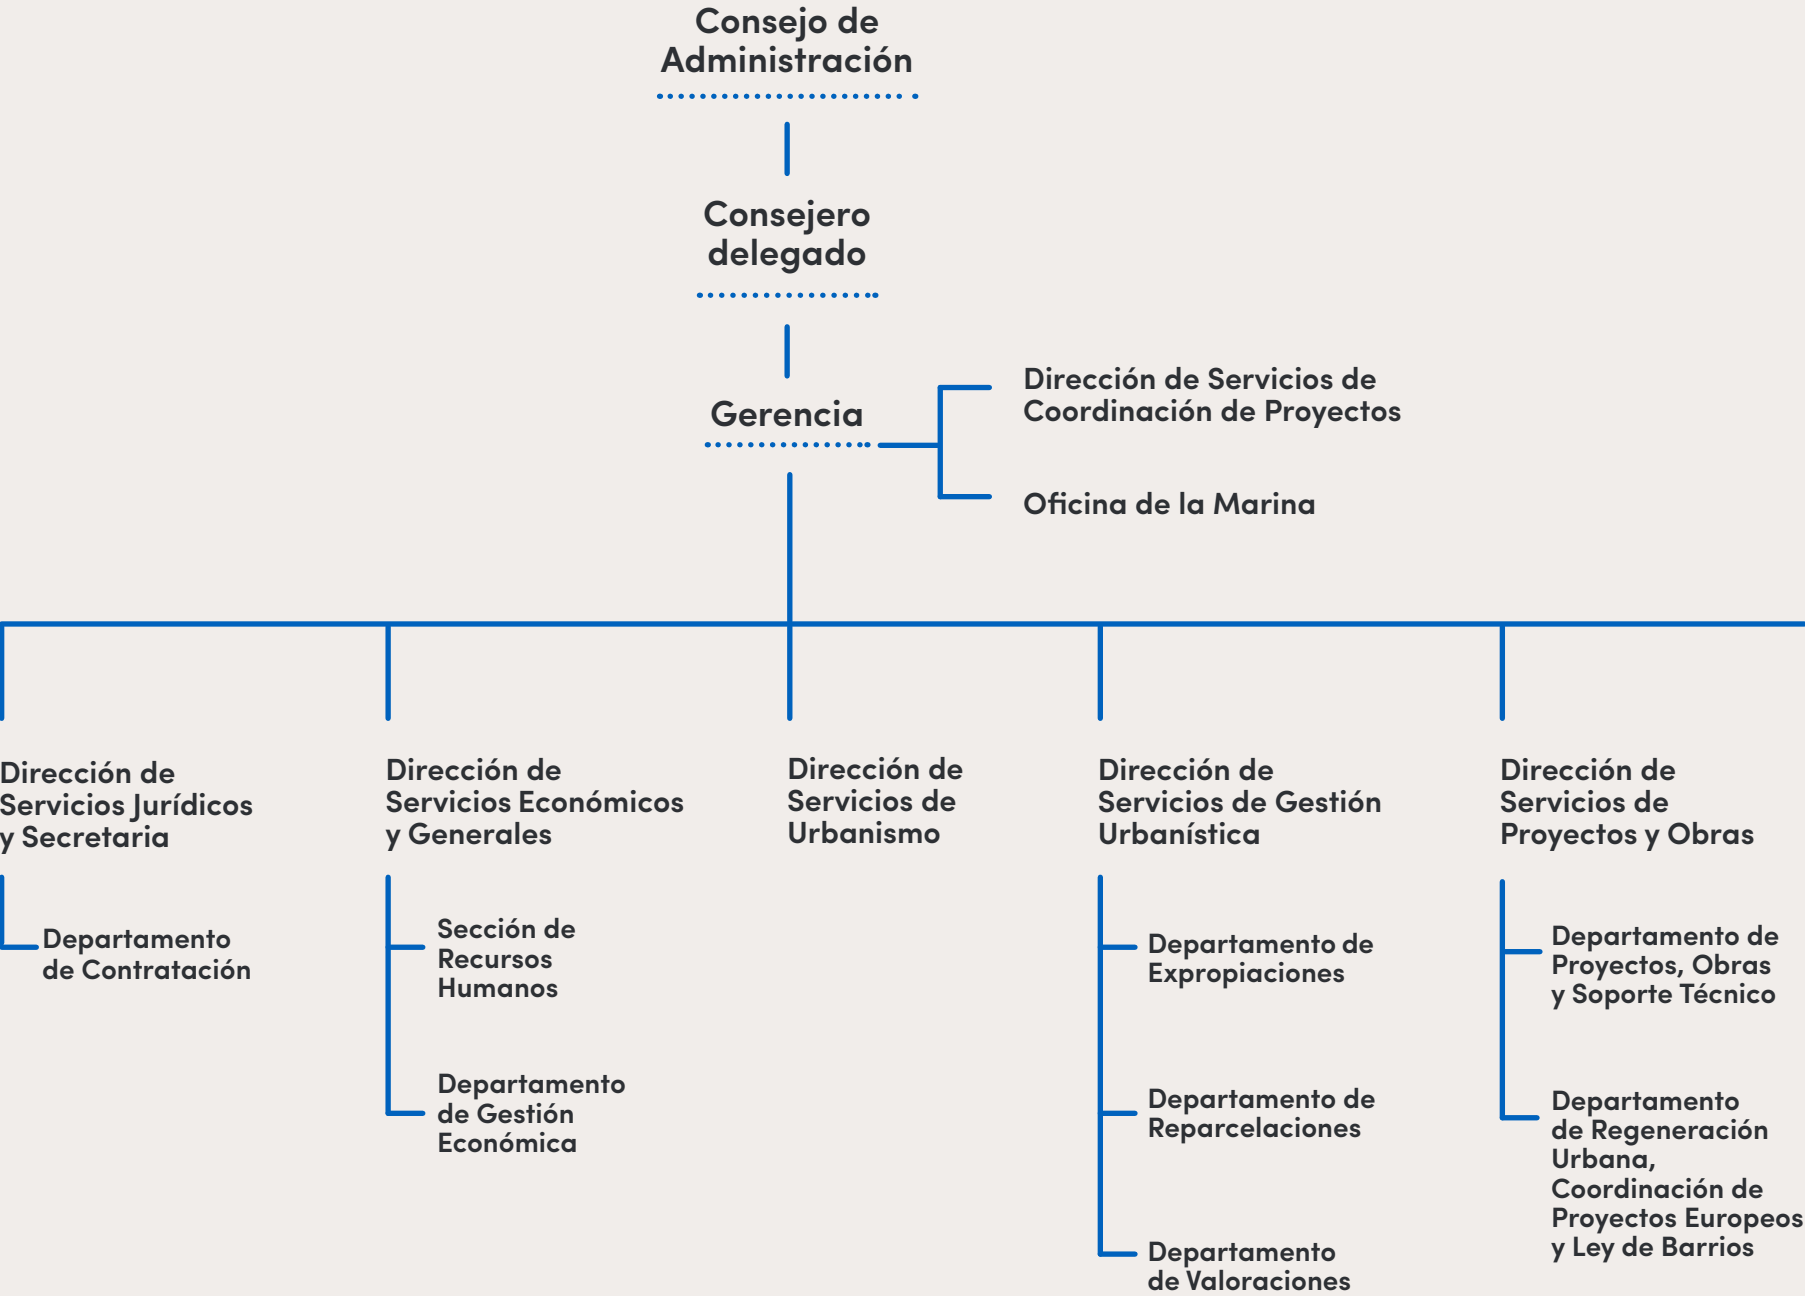 Consejo de
Administración
Consejero
delegado
Gerencia
Dirección de Servicios de
Coordinación de Proyectos
Oficina de la Marina
Dirección de
Servicios Jurídicos
y Secretaria
Departamento
de Contratación
Dirección de
Servicios Económicos
y Generales
Sección de
Recursos
Humanos
Departamento
de Gestión
Económica
Dirección de
Servicios de
Urbanismo
Dirección de
Servicios de Gestión
Urbanística
Departamento de
Expropiaciones
Departamento de
Reparcelaciones
Departamento
de Valoraciones
Dirección de
Servicios de
Proyectos y Obras
Departamento de
Proyectos, Obras
y Soporte Técnico
Departamento
de Regeneración
Urbana,
Coordinación de
Proyectos Europeos
y Ley de Barrios